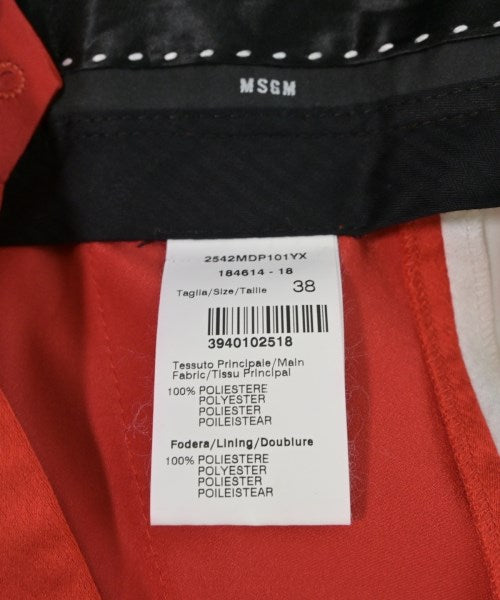 MSGM
2542MDP101YX
184614 - 18
Taglia/Size/Taille 38
3940102518
Tessuto Principale/Main
Fabric/Tissu Principal
100% POLIESTERE
POLYESTER
POLIESTER
POILEISTEAR
Fodera/Lining/Doublure
100% POLIESTERE
POLYESTER
POLIESTER
POILEISTEAR